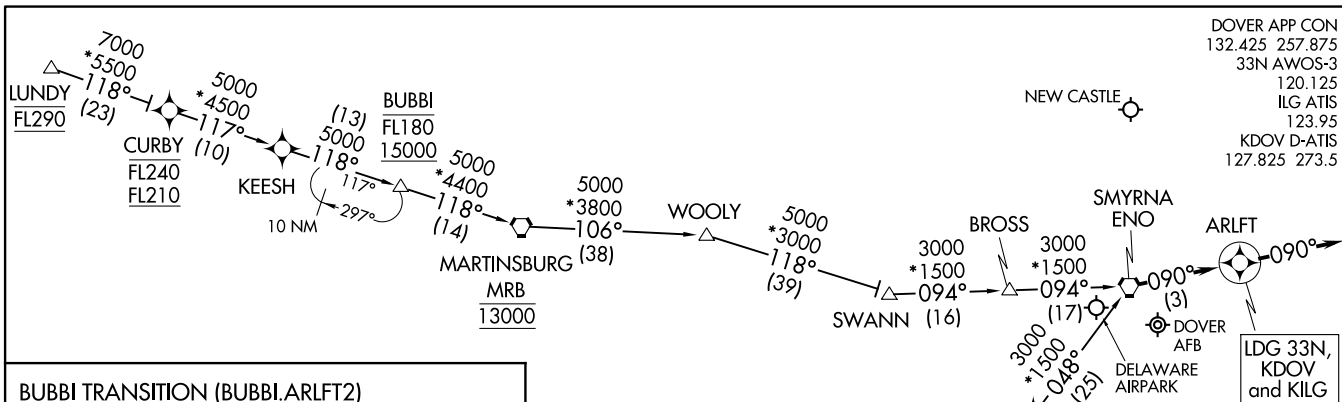 DOVER APP CON
132.425 257.875
33N AWOS-3
120.125
ILG ATIS
123.95
KDOV D-ATIS
127.825 273.5
LUNDY
FL290
7000
*5500
118°
(23)
CURBY
FL240
FL210
5000
*4500
117°
(10)
KEESH
(13)
5000
118°
117°
297°
10 NM
BUBBI
FL180
15000
5000
*4400
118°
(14)
MARTINSBURG
MRB
13000
5000
*3800
106°
(38)
WOOLY
5000
*3000
118°
(39)
SWANN
3000
*1500
094°
(16)
BROSS
3000
*1500
094°
(17)
NEW CASTLE
SMYRNA
ENO
090°
(3)
ARLFT
090°
3000
*1500
048°
(25)
DELAWARE
AIRPARK
DOVER
AFB
LDG 33N,
KDOV
and KILG
BUBBI TRANSITION (BUBBI.ARLFT2)